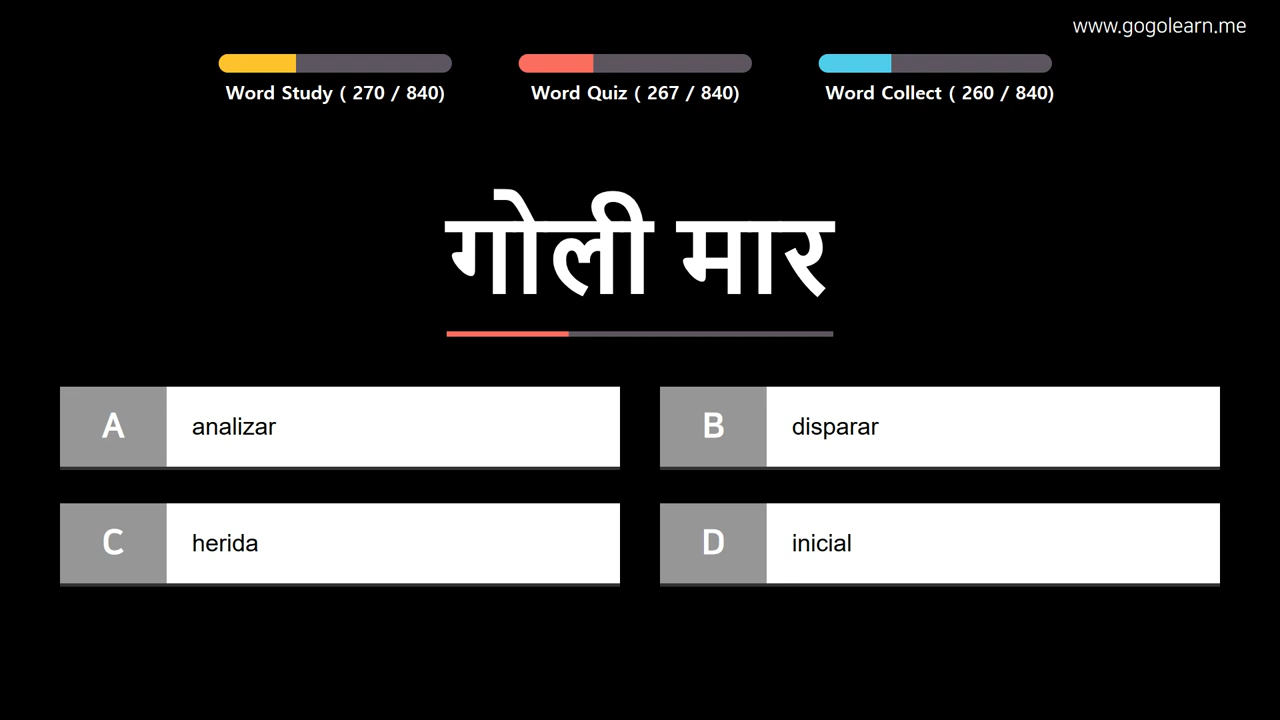 www.gogolearn.me
Word Study ( 270 / 840)
Word Quiz ( 267 / 840)
Word Collect ( 260 / 840)
गोली मार
A analizar
B disparar
C herida
D inicial